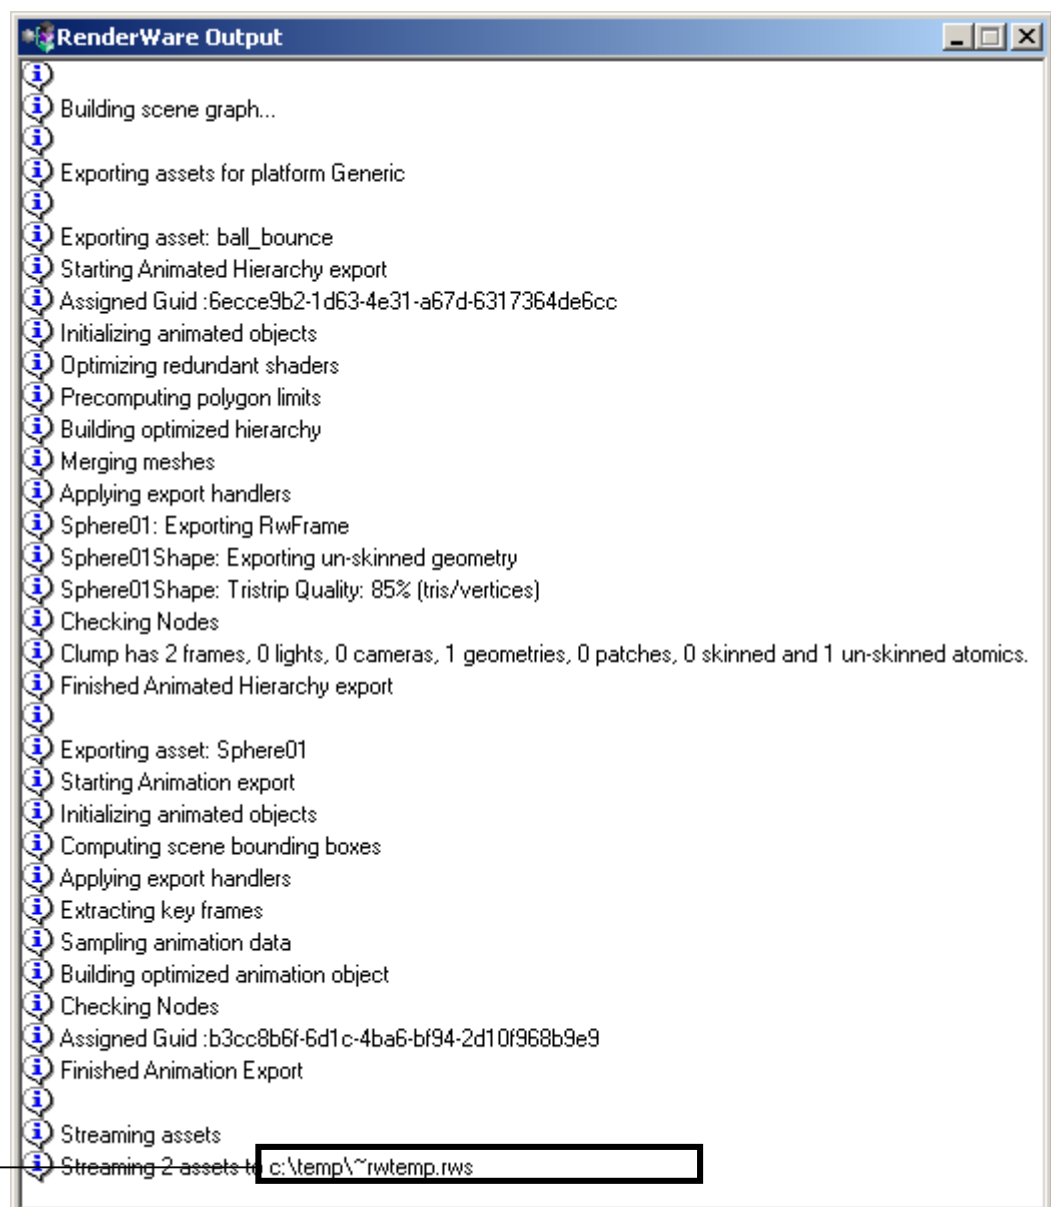 RenderWare Output
Building scene graph...
Exporting assets for platform Generic
Exporting asset: ball_bounce
Starting Animated Hierarchy export
Assigned Guid :6ecce9b2-1d63-4e31-a67d-6317364de6cc
Initializing animated objects
Optimizing redundant shaders
Precomputing polygon limits
Building optimized hierarchy
Merging meshes
Applying export handlers
Sphere01: Exporting RwFrame
Sphere01Shape: Exporting un-skinned geometry
Sphere01Shape: Tristrip Quality: 85% (tris/vertices)
Checking Nodes
Clump has 2 frames, 0 lights, 0 cameras, 1 geometries, 0 patches, 0 skinned and 1 un-skinned atomics.
Finished Animated Hierarchy export
Exporting asset: Sphere01
Starting Animation export
Initializing animated objects
Computing scene bounding boxes
Applying export handlers
Extracting key frames
Sampling animation data
Building optimized animation object
Checking Nodes
Assigned Guid :b3cc8b6f-6d1c-4ba6-bf94-2d10f968b9e9
Finished Animation Export
Streaming assets
Streaming 2 assets to c:\temp\~rwtemp.rws